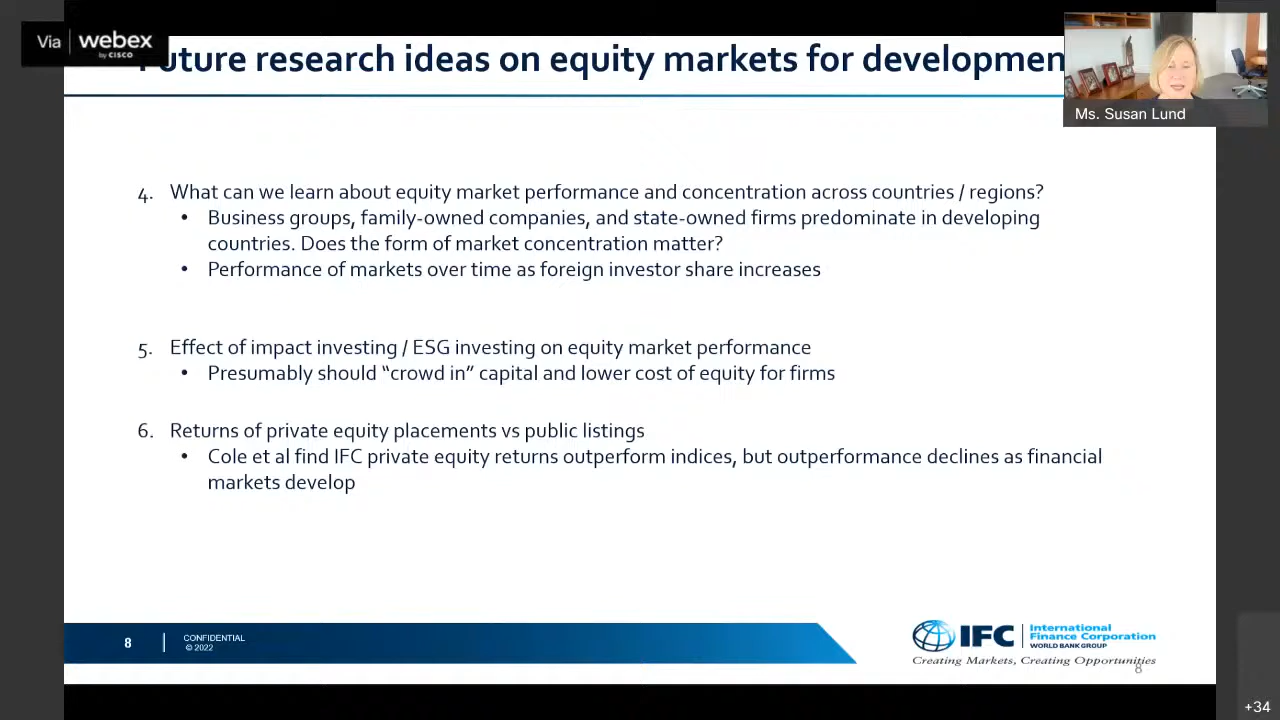 Via webex
by CISCO
Future research ideas on equity markets for development
Ms. Susan Lund
4. What can we learn about equity market performance and concentration across countries / regions?
• Business groups, family-owned companies, and state-owned firms predominate in developing
countries. Does the form of market concentration matter?
• Performance of markets over time as foreign investor share increases
5. Effect of impact investing / ESG investing on equity market performance
• Presumably should “crowd in” capital and lower cost of equity for firms
6. Returns of private equity placements vs public listings
• Cole et al find IFC private equity returns outperform indices, but outperformance declines as financial
markets develop
8
CONFIDENTIAL
© 2022
IFC
International
Finance Corporation
WORLD BANK GROUP
Creating Markets, Creating Opportunities
8
+34